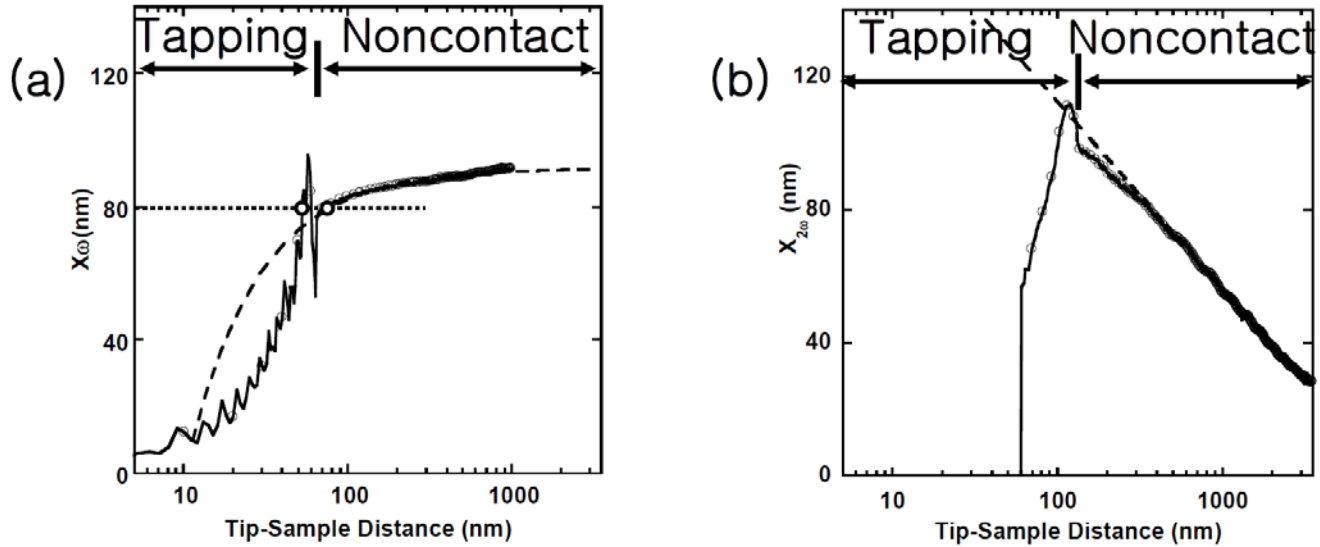 Tapping Noncontact
(a)
120
80
40
0
Xω(nm)
10 100 1000
Tip-Sample Distance (nm)
Tapping Noncontact
(b)
120
80
40
0
X2ω (nm)
10 100 1000
Tip-Sample Distance (nm)